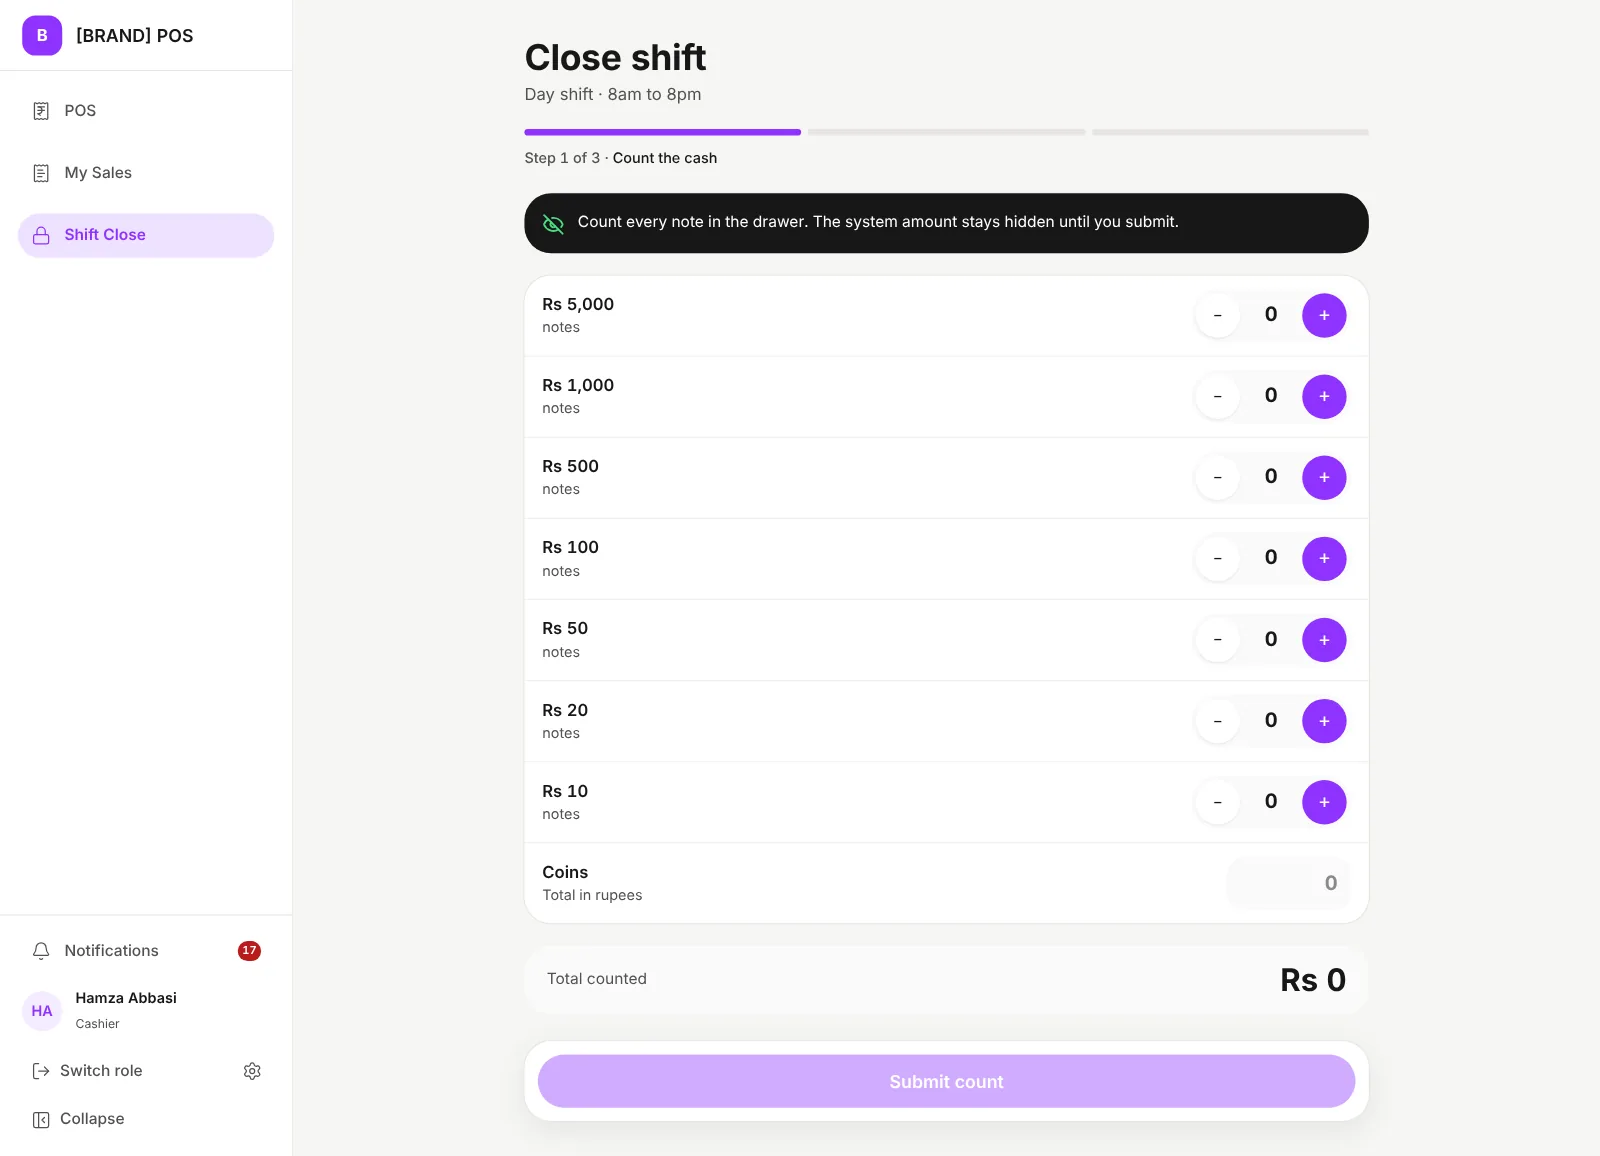 B [BRAND] POS
POS
My Sales
Shift Close
Notifications 17
HA Hamza Abbasi
Cashier
Switch role
Collapse
Close shift
Day shift · 8am to 8pm
Step 1 of 3 · Count the cash
Count every note in the drawer. The system amount stays hidden until you submit.
Rs 5,000
notes
- 0 +
Rs 1,000
notes
- 0 +
Rs 500
notes
- 0 +
Rs 100
notes
- 0 +
Rs 50
notes
- 0 +
Rs 20
notes
- 0 +
Rs 10
notes
- 0 +
Coins
Total in rupees
0
Total counted
Rs 0
Submit count